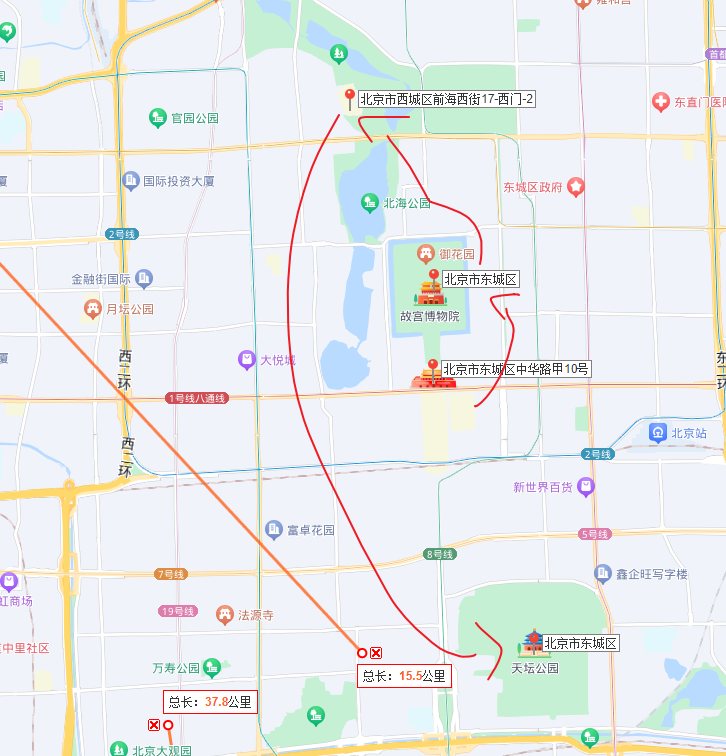 雍和宫
首都
北京市西城区前海西街17-西门-2
东直门医院
官园公园
国际投资大厦
厦
东城区政府
北海公园
2号线
御花园
金融街国际
北京市东城区
月坛公园
故宫博物院
西二环
大悦城
东二环
厦
北京市东城区中华路甲10号
1号线八通线
北京站
西二环
2号线
新世界百货
富卓花园
5号线
8号线
7号线
鑫企旺写字楼
虹商场
19号线
法源寺
中里社区
北京市东城区
万寿公园
天坛公园
总长：15.5公里
总长：37.8公里
北京大观园